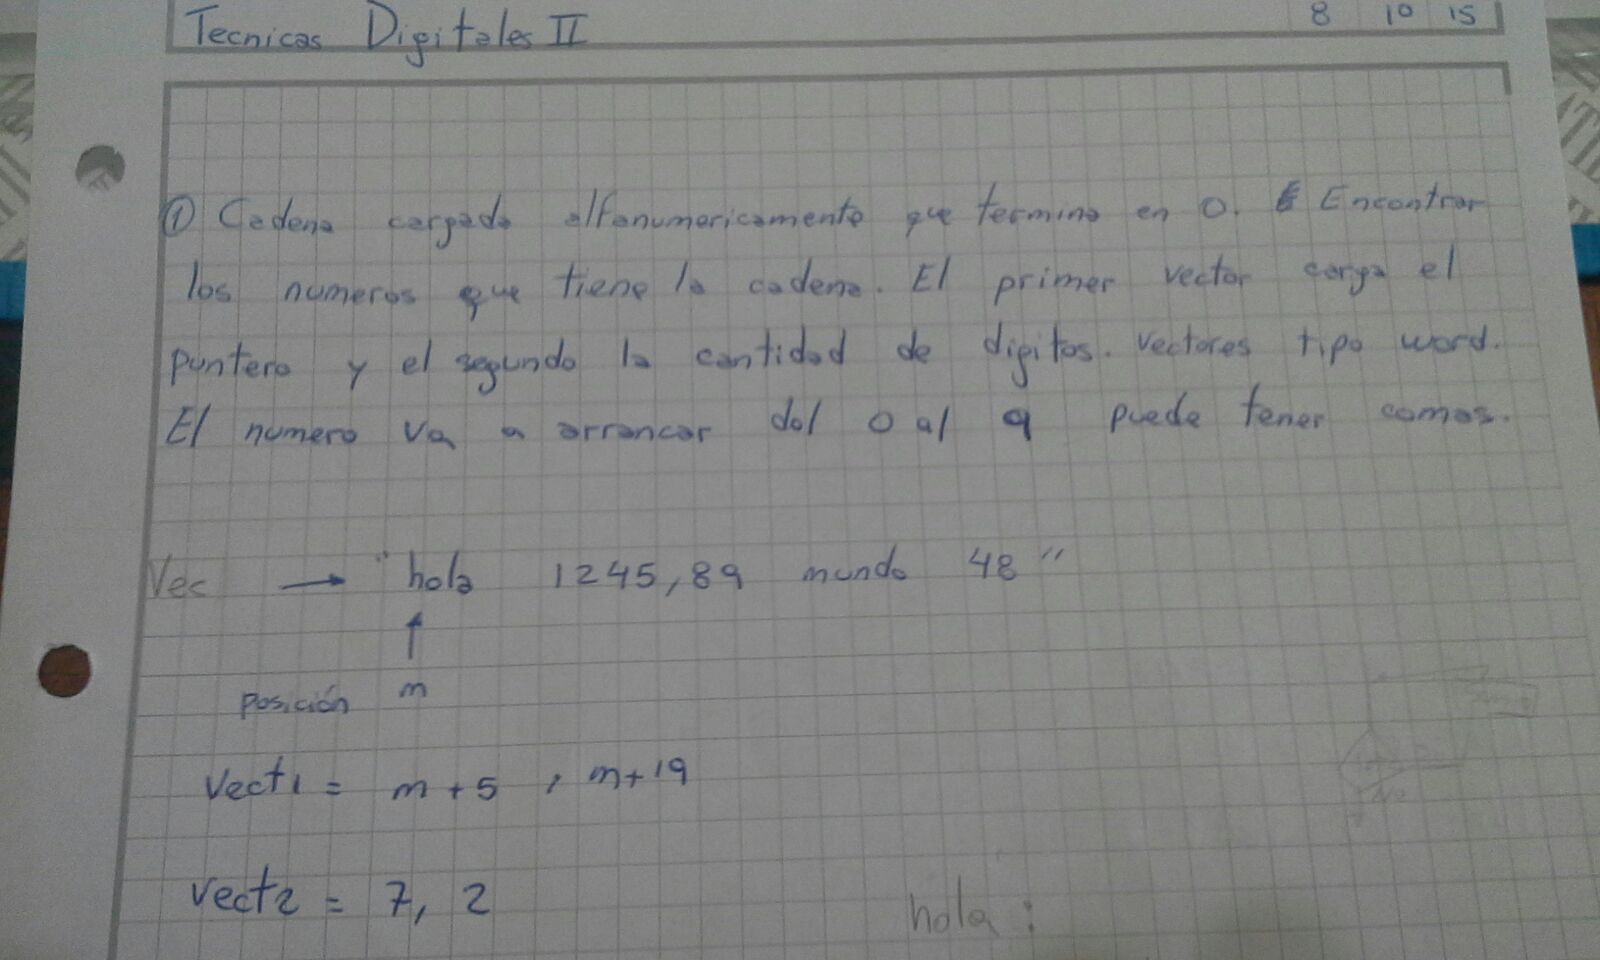 Tecnicas Digitales II 8 10 15
① Cadena cargada alfanumericamente que termina en 0. Encontrar
los numeros que tiene la cadena. El primer vector carga el
puntero y el segundo la cantidad de digitos. Vectores tipo word.
El numero va a arrancar del 0 al 9 puede tener comas.
Vec → "hola 1245,89 mundo 48"
↑
posición m
Vect1 = m+5 , m+19
Vect2 = 7, 2
hola :